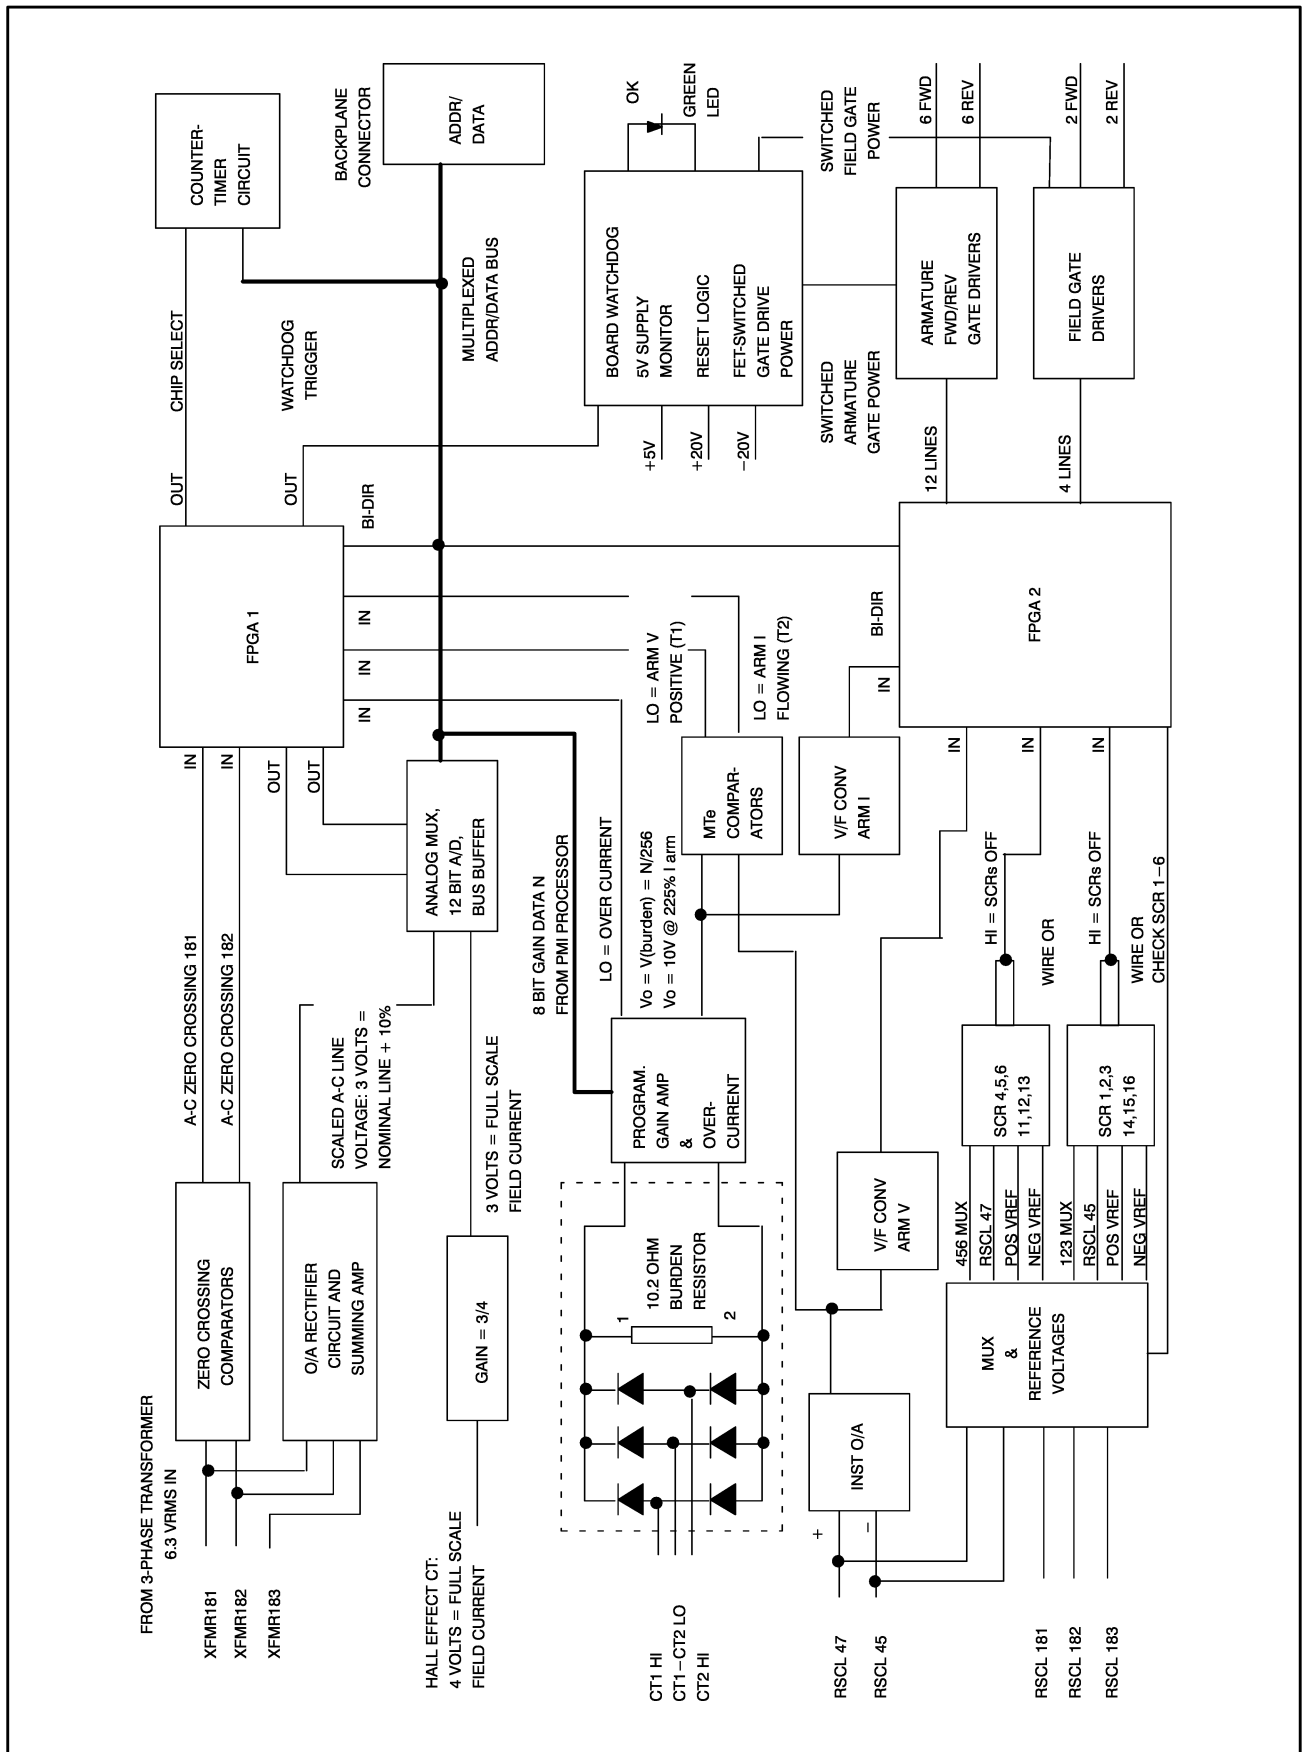 COUNTER-
TIMER
CIRCUIT
BACKPLANE
CONNECTOR
ADDR/
DATA
OK
GREEN
LED
SWITCHED
FIELD GATE
POWER
6 FWD
6 REV
2 FWD
2 REV
CHIP SELECT
WATCHDOG
TRIGGER
MULTIPLEXED
ADDR/DATA BUS
BOARD WATCHDOG
5V SUPPLY
MONITOR
RESET LOGIC
FET-SWITCHED
GATE DRIVE
POWER
ARMATURE
FWD/REV
GATE DRIVERS
FIELD GATE
DRIVERS
SWITCHED
ARMATURE
GATE POWER
+5V
+20V
−20V
12 LINES
4 LINES
OUT
OUT
BI-DIR
FPGA 1
IN
IN
IN
IN
IN
OUT
OUT
LO = ARM V
POSITIVE (T1)
LO = ARM I
FLOWING (T2)
BI-DIR
IN
FPGA 2
IN
IN
IN
ANALOG MUX,
12 BIT A/D,
BUS BUFFER
MTe
COMPAR-
ATORS
V/F CONV
ARM I
8 BIT GAIN DATA N
FROM PMI PROCESSOR
LO = OVER CURRENT
Vo = V(burden) = N/256
Vo = 10V @ 225% I arm
HI = SCRs OFF
WIRE OR
HI = SCRs OFF
WIRE OR
CHECK SCR 1−6
A-C ZERO CROSSING 181
A-C ZERO CROSSING 182
SCALED A-C LINE
VOLTAGE: 3 VOLTS =
NOMINAL LINE + 10%
3 VOLTS = FULL SCALE
FIELD CURRENT
PROGRAM.
GAIN AMP
&
OVER-
CURRENT
SCR 4,5,6
11,12,13
SCR 1,2,3
14,15,16
V/F CONV
ARM V
456 MUX
RSCL 47
POS VREF
NEG VREF
123 MUX
RSCL 45
POS VREF
NEG VREF
ZERO CROSSING
COMPARATORS
O/A RECTIFIER
CIRCUIT AND
SUMMING AMP
GAIN = 3/4
10.2 OHM
BURDEN
RESISTOR
1
2
MUX
&
REFERENCE
VOLTAGES
INST O/A
+
−
FROM 3-PHASE TRANSFORMER
6.3 VRMS IN
XFMR181
XFMR182
XFMR183
HALL EFFECT CT:
4 VOLTS = FULL SCALE
FIELD CURRENT
CT1 HI
CT1−CT2 LO
CT2 HI
RSCL 47
RSCL 45
RSCL 181
RSCL 182
RSCL 183